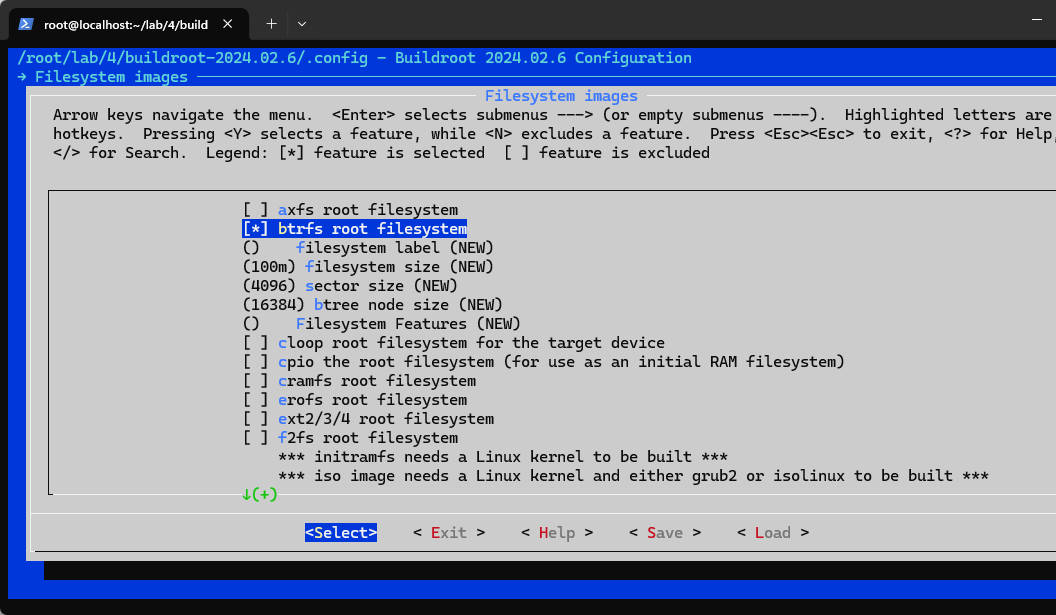 root@localhost:~/lab/4/build
/root/lab/4/buildroot-2024.02.6/.config - Buildroot 2024.02.6 Configuration
→ Filesystem images
Filesystem images
Arrow keys navigate the menu.  <Enter> selects submenus ---> (or empty submenus ----).  Highlighted letters are
hotkeys.  Pressing <Y> selects a feature, while <N> excludes a feature.  Press <Esc><Esc> to exit, <?> for Help,
</> for Search.  Legend: [*] feature is selected  [ ] feature is excluded
[ ] axfs root filesystem
[*] btrfs root filesystem
()    filesystem label (NEW)
(100m) filesystem size (NEW)
(4096) sector size (NEW)
(16384) btree node size (NEW)
()    Filesystem Features (NEW)
[ ] cloop root filesystem for the target device
[ ] cpio the root filesystem (for use as an initial RAM filesystem)
[ ] cramfs root filesystem
[ ] erofs root filesystem
[ ] ext2/3/4 root filesystem
[ ] f2fs root filesystem
*** initramfs needs a Linux kernel to be built ***
*** iso image needs a Linux kernel and either grub2 or isolinux to be built ***
↓(+)
<Select>    < Exit >    < Help >    < Save >    < Load >